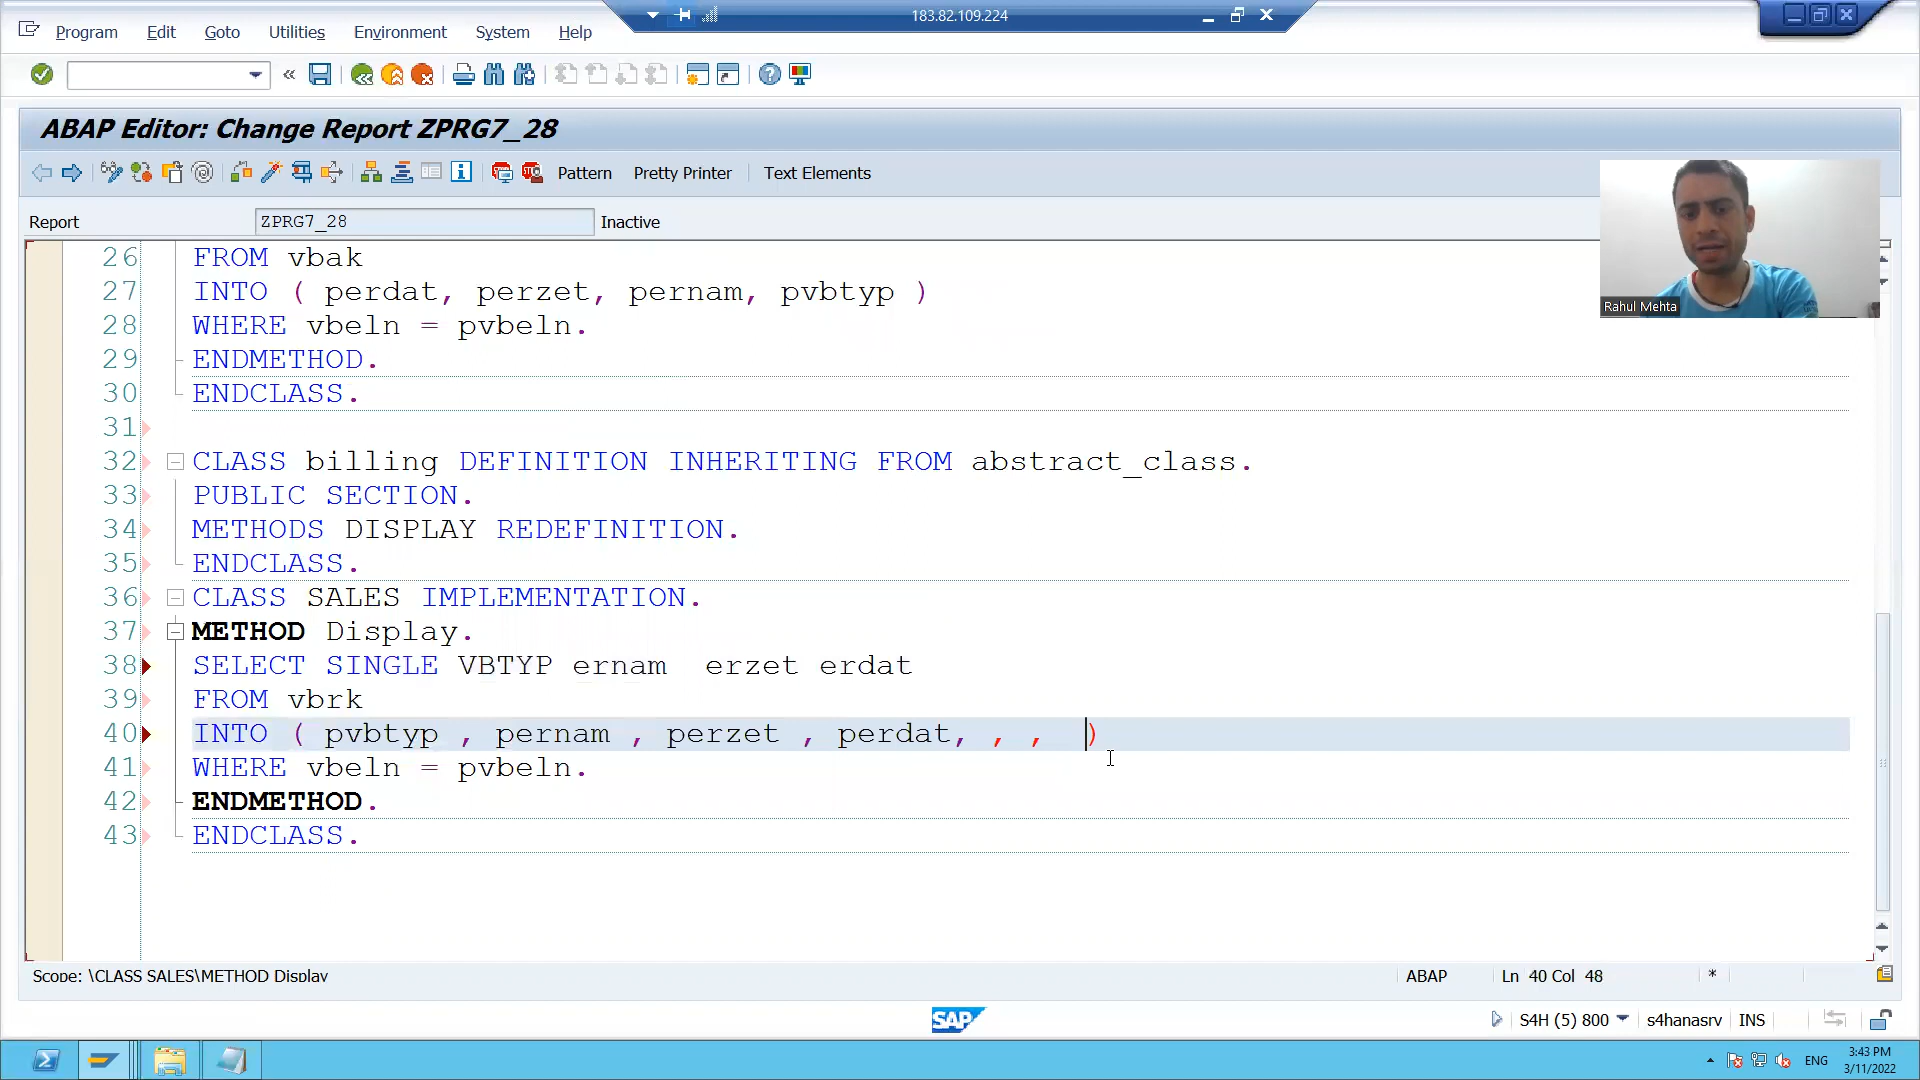 183.82.109.224
Program Edit Goto Utilities Environment System Help
ABAP Editor: Change Report ZPRG7_28
Pattern Pretty Printer Text Elements
Report ZPRG7_28 Inactive
Rahul Mehta
26 FROM vbak
27 INTO ( perdat, perzet, pernam, pvbtyp )
28 WHERE vbeln = pvbeln.
29 ENDMETHOD.
30 ENDCLASS.
31
32 CLASS billing DEFINITION INHERITING FROM abstract_class.
33 PUBLIC SECTION.
34 METHODS DISPLAY REDEFINITION.
35 ENDCLASS.
36 CLASS SALES IMPLEMENTATION.
37 METHOD Display.
38 SELECT SINGLE VBTYP ernam erzet erdat
39 FROM vbrk
40 INTO ( pvbtyp , pernam , perzet , perdat, , , )
41 WHERE vbeln = pvbeln.
42 ENDMETHOD.
43 ENDCLASS.
Scope: \CLASS SALES\METHOD Display ABAP Ln 40 Col 48 *
SAP S4H (5) 800 s4hanasrv INS
ENG 3:43 PM
3/11/2022